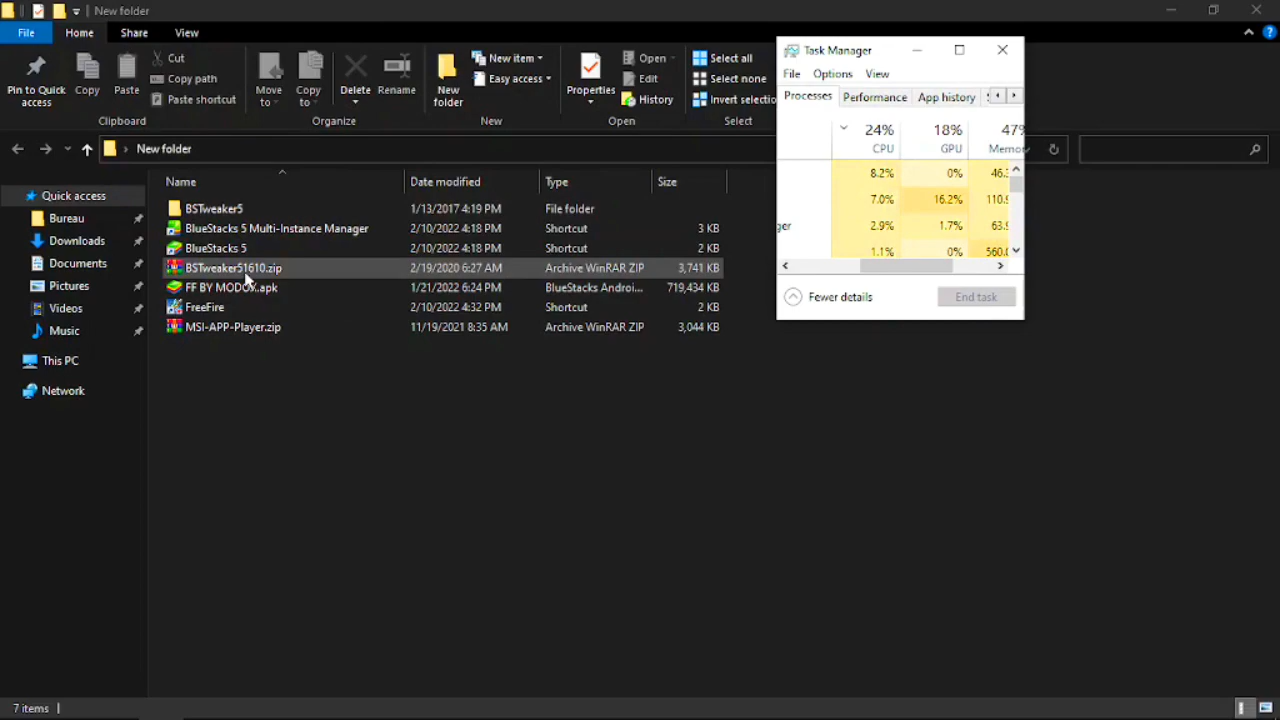 New folder
File Home Share View
Pin to Quick access
Copy
Paste
Cut
Copy path
Paste shortcut
Clipboard
Move to
Copy to
Delete
Rename
Organize
New folder
New item
Easy access
New
Properties
Open
Edit
History
Open
Select all
Select none
Invert selectio
Select
New folder
Quick access
Bureau
Downloads
Documents
Pictures
Videos
Music
This PC
Network
Name Date modified Type Size
BSTweaker5 1/13/2017 4:19 PM File folder
BlueStacks 5 Multi-Instance Manager 2/10/2022 4:18 PM Shortcut 3 KB
BlueStacks 5 2/10/2022 4:18 PM Shortcut 2 KB
BSTweaker51610.zip 2/19/2020 6:27 AM Archive WinRAR ZIP 3,741 KB
FF BY .apk 1/21/2022 6:24 PM BlueStacks Androi... 719,434 KB
FreeFire 2/10/2022 4:32 PM Shortcut 2 KB
MSI-APP-Player.zip 11/19/2021 8:35 AM Archive WinRAR ZIP 3,044 KB
7 items
Task Manager
File Options View
Processes Performance App history
24% 18% 47%
CPU GPU Memo
8.2% 0% 46.
7.0% 16.2% 110.
ger 2.9% 1.7% 63.
1.1% 0% 560.
Fewer details End task